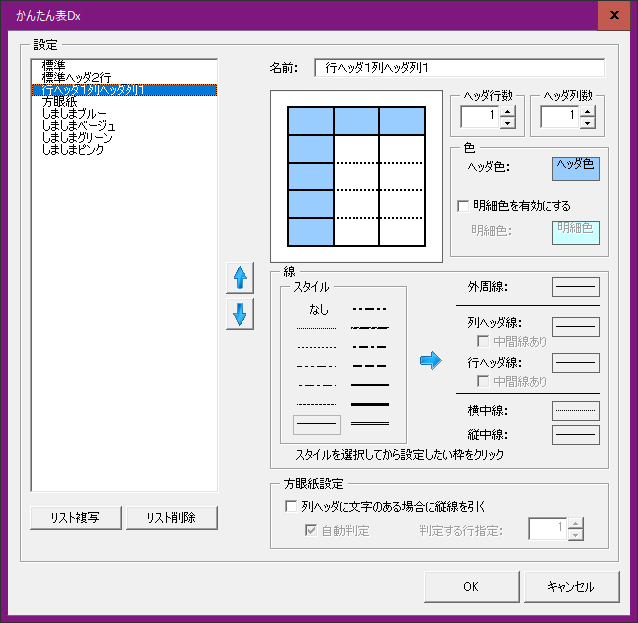 かんたん表Dx
x
設定
標準
標準ヘッダ2行
行ヘッダ1列ヘッダ列1
方眼紙
しましまブルー
しましまベージュ
しましまグリーン
しましまピンク
リスト複写
リスト削除
名前:
行ヘッダ1列ヘッダ列1
ヘッダ行数
1
ヘッダ列数
1
色
ヘッダ色:
ヘッダ色
明細色を有効にする
明細色:
明細色
線
スタイル
なし
外周線:
列ヘッダ線:
中間線あり
行ヘッダ線:
中間線あり
横中線:
縦中線:
スタイルを選択してから設定したい枠をクリック
方眼紙設定
列ヘッダに文字のある場合に縦線を引く
自動判定
判定する行指定:
1
OK
キャンセル